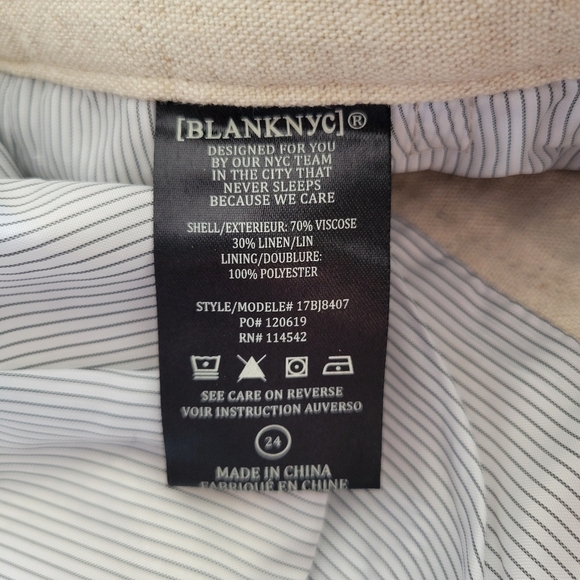 [BLANKNYC]®
DESIGNED FOR YOU
BY OUR NYC TEAM
IN THE CITY THAT
NEVER SLEEPS
BECAUSE WE CARE
SHELL/EXTERIEUR: 70% VISCOSE
30% LINEN/LIN
LINING/DOUBLURE:
100% POLYESTER
STYLE/MODELE# 17BJ8407
PO# 120619
RN# 114542
SEE CARE ON REVERSE
VOIR INSTRUCTION AUVERSO
24
MADE IN CHINA
FABRIQUÉ EN CHINE